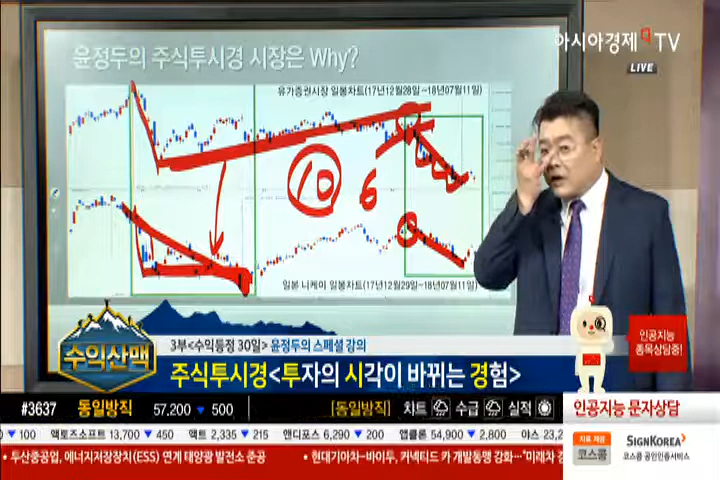 윤정두의 주식투시경 시장은 Why?
아시아경제 TV
LIVE
유가증권시장 일봉차트(17년12월28일~18년07월11일)
10
6
일본 니케이 일봉차트(17년12월29일~18년07월11일)
수익산맥
3부<수익등정 30일> 윤정두의 스페셜 강의
주식투시경<투자의 시각이 바뀌는 경험>
인공지능
종목상담중!
#3637 동일방직 57,200 ▼ 500 [동일방직] 차트 수급 실적
인공지능 문자상담
▼ 100 액토즈소프트 13,700 ▼ 450 액트 2,335 ▼ 215 앤디포스 6,290 ▼ 200 앱클론 54,900 ▼ 2,800 야스 23,2
자료 제공
코스콤
SIGNKOREA
코스콤 공인인증서비스
• 두산중공업, 에너지저장장치(ESS) 연계 태양광 발전소 준공 • 현대기아차-바이두, 커넥티드 카 개발동맹 강화…"미래차